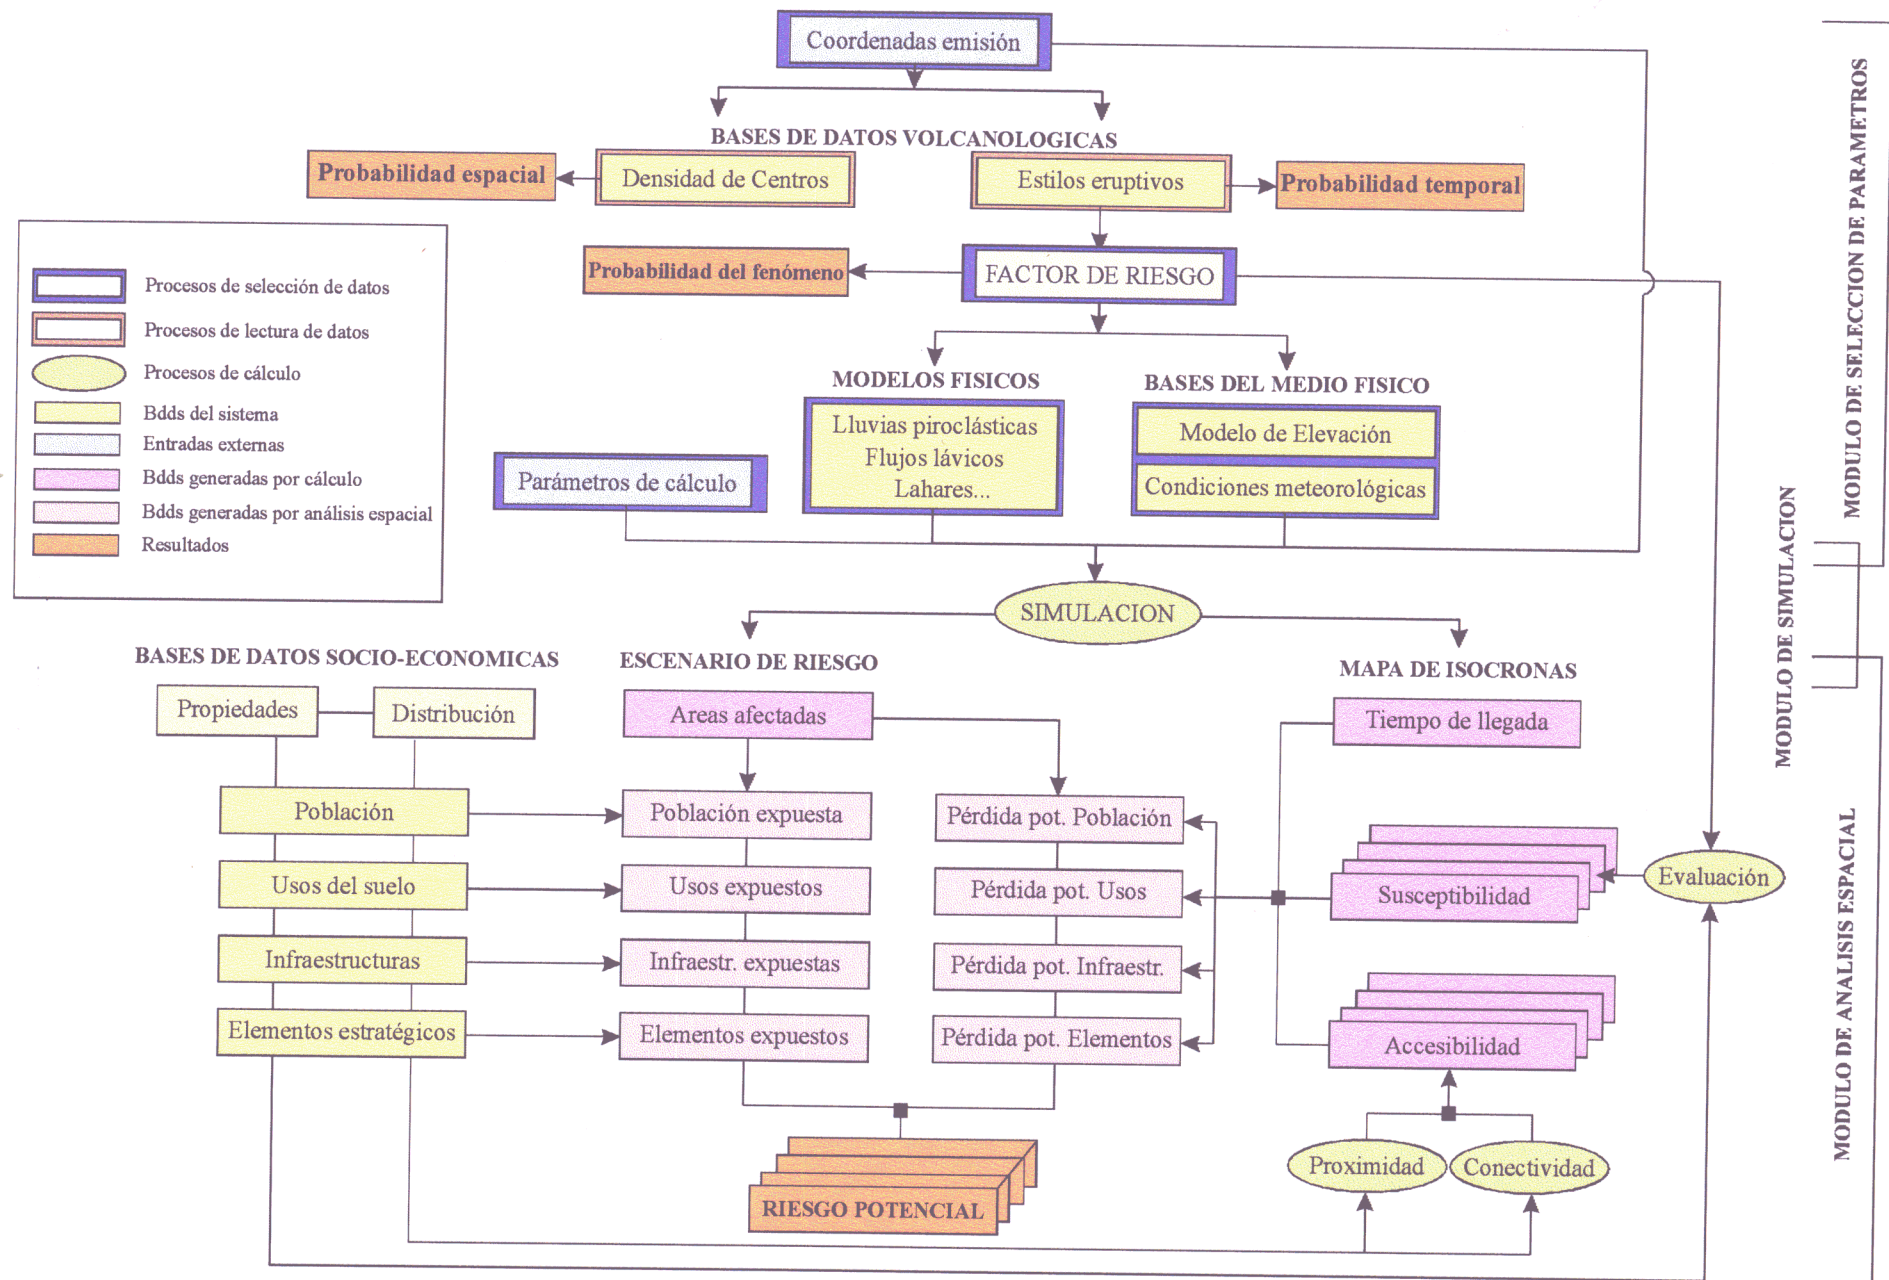 Coordenadas emisión
BASES DE DATOS VOLCANOLOGICAS
Probabilidad espacial
Densidad de Centros
Estilos eruptivos
Probabilidad temporal
Probabilidad del fenómeno
FACTOR DE RIESGO
Procesos de selección de datos
Procesos de lectura de datos
Procesos de cálculo
Bdds del sistema
Entradas externas
Bdds generadas por cálculo
Bdds generadas por análisis espacial
Resultados
MODELOS FISICOS
Lluvias piroclásticas
Flujos lávicos
Lahares...
BASES DEL MEDIO FISICO
Modelo de Elevación
Condiciones meteorológicas
Parámetros de cálculo
SIMULACION
BASES DE DATOS SOCIO-ECONOMICAS
Propiedades
Distribución
Población
Usos del suelo
Infraestructuras
Elementos estratégicos
ESCENARIO DE RIESGO
Areas afectadas
Población expuesta
Usos expuestos
Infraestr. expuestas
Elementos expuestos
Pérdida pot. Población
Pérdida pot. Usos
Pérdida pot. Infraestr.
Pérdida pot. Elementos
MAPA DE ISOCRONAS
Tiempo de llegada
Susceptibilidad
Evaluación
Accesibilidad
Proximidad
Conectividad
RIESGO POTENCIAL
MODULO DE SELECCION DE PARAMETROS
MODULO DE SIMULACION
MODULO DE ANALISIS ESPACIAL